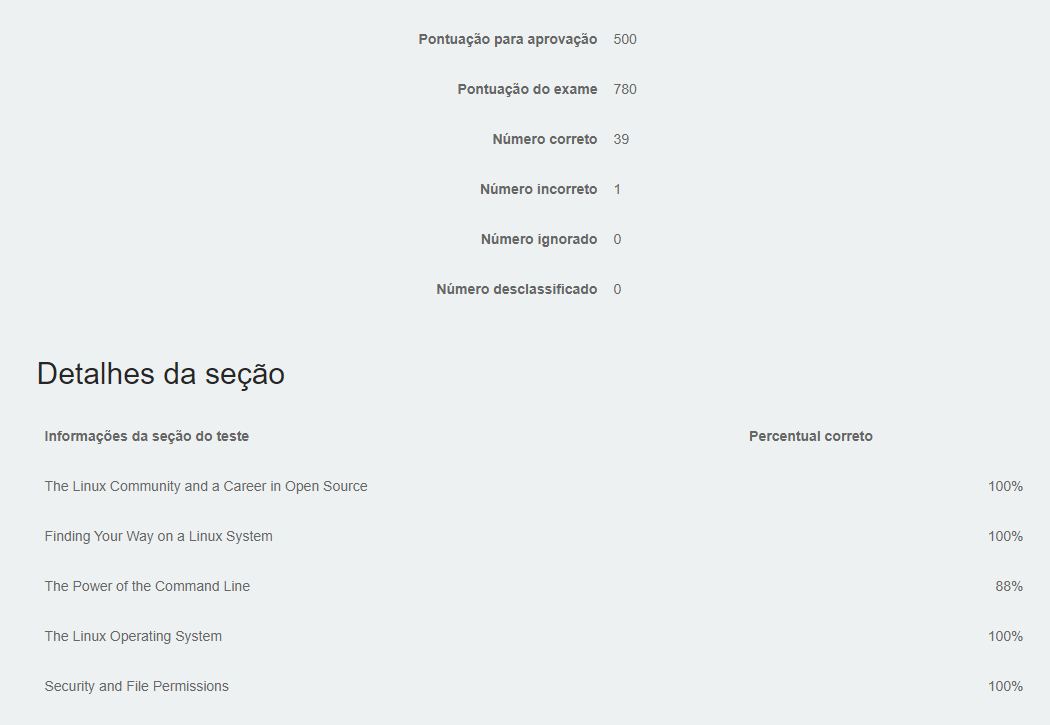 Pontuação para aprovação 500
Pontuação do exame 780
Número correto 39
Número incorreto 1
Número ignorado 0
Número desclassificado 0
Detalhes da seção
Informações da seção do teste Percentual correto
The Linux Community and a Career in Open Source 100%
Finding Your Way on a Linux System 100%
The Power of the Command Line 88%
The Linux Operating System 100%
Security and File Permissions 100%